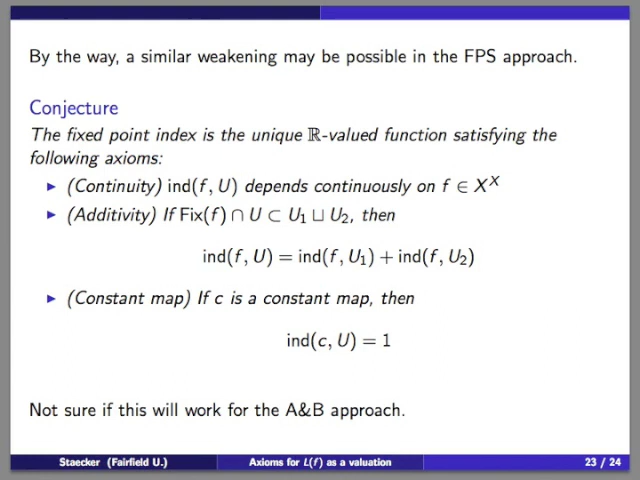 By the way, a similar weakening may be possible in the FPS approach.
Conjecture
The fixed point index is the unique ℝ-valued function satisfying the
following axioms:
▶ (Continuity) ind(f, U) depends continuously on f ∈ X^X
▶ (Additivity) If Fix(f) ∩ U ⊂ U₁ ⊔ U₂, then
ind(f, U) = ind(f, U₁) + ind(f, U₂)
▶ (Constant map) If c is a constant map, then
ind(c, U) = 1
Not sure if this will work for the A&B approach.
Staecker (Fairfield U.) Axioms for L(f) as a valuation 23 / 24